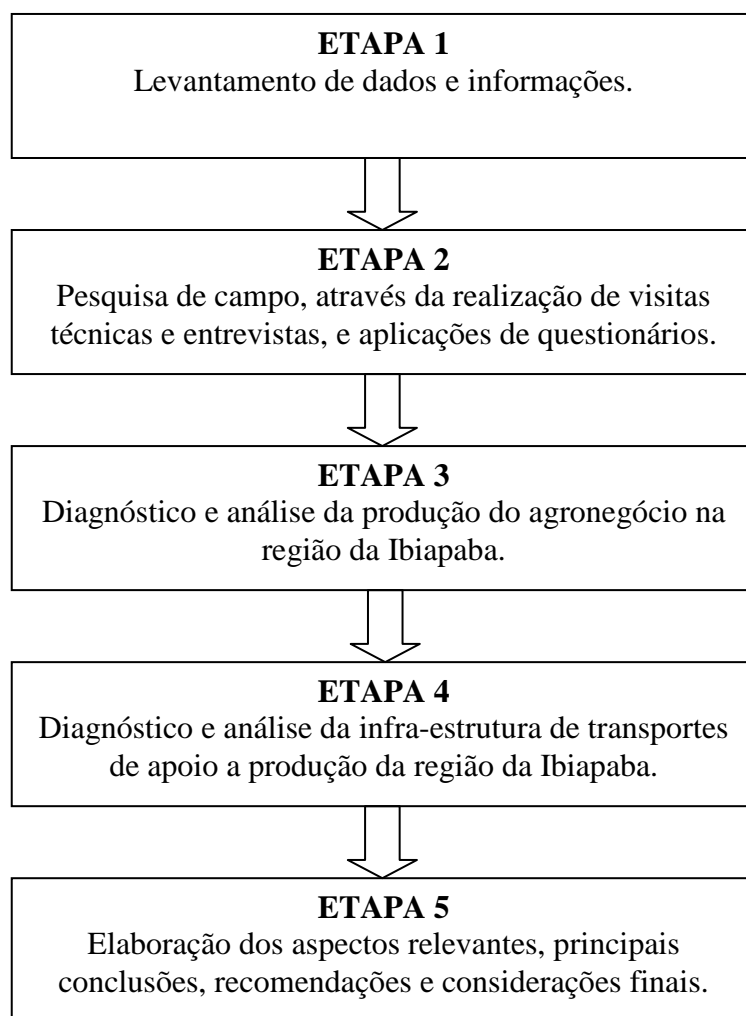 ETAPA 1
Levantamento de dados e informações.
ETAPA 2
Pesquisa de campo, através da realização de visitas
técnicas e entrevistas, e aplicações de questionários.
ETAPA 3
Diagnóstico e análise da produção do agronegócio na
região da Ibiapaba.
ETAPA 4
Diagnóstico e análise da infra-estrutura de transportes
de apoio a produção da região da Ibiapaba.
ETAPA 5
Elaboração dos aspectos relevantes, principais
conclusões, recomendações e considerações finais.